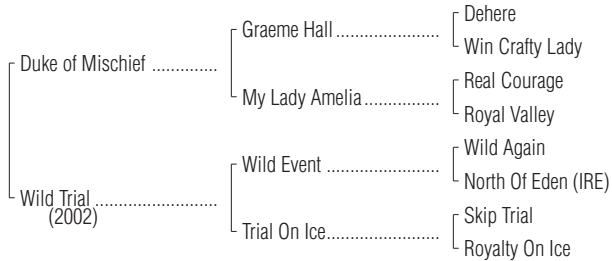 Dehere
Graeme Hall ..................
Win Crafty Lady
Duke of Mischief .............
Real Courage
My Lady Amelia .............
Royal Valley
Wild Again
Wild Event ....................
North Of Eden (IRE)
Wild Trial .......................
(2002)
Skip Trial
Trial On Ice....................
Royalty On Ice